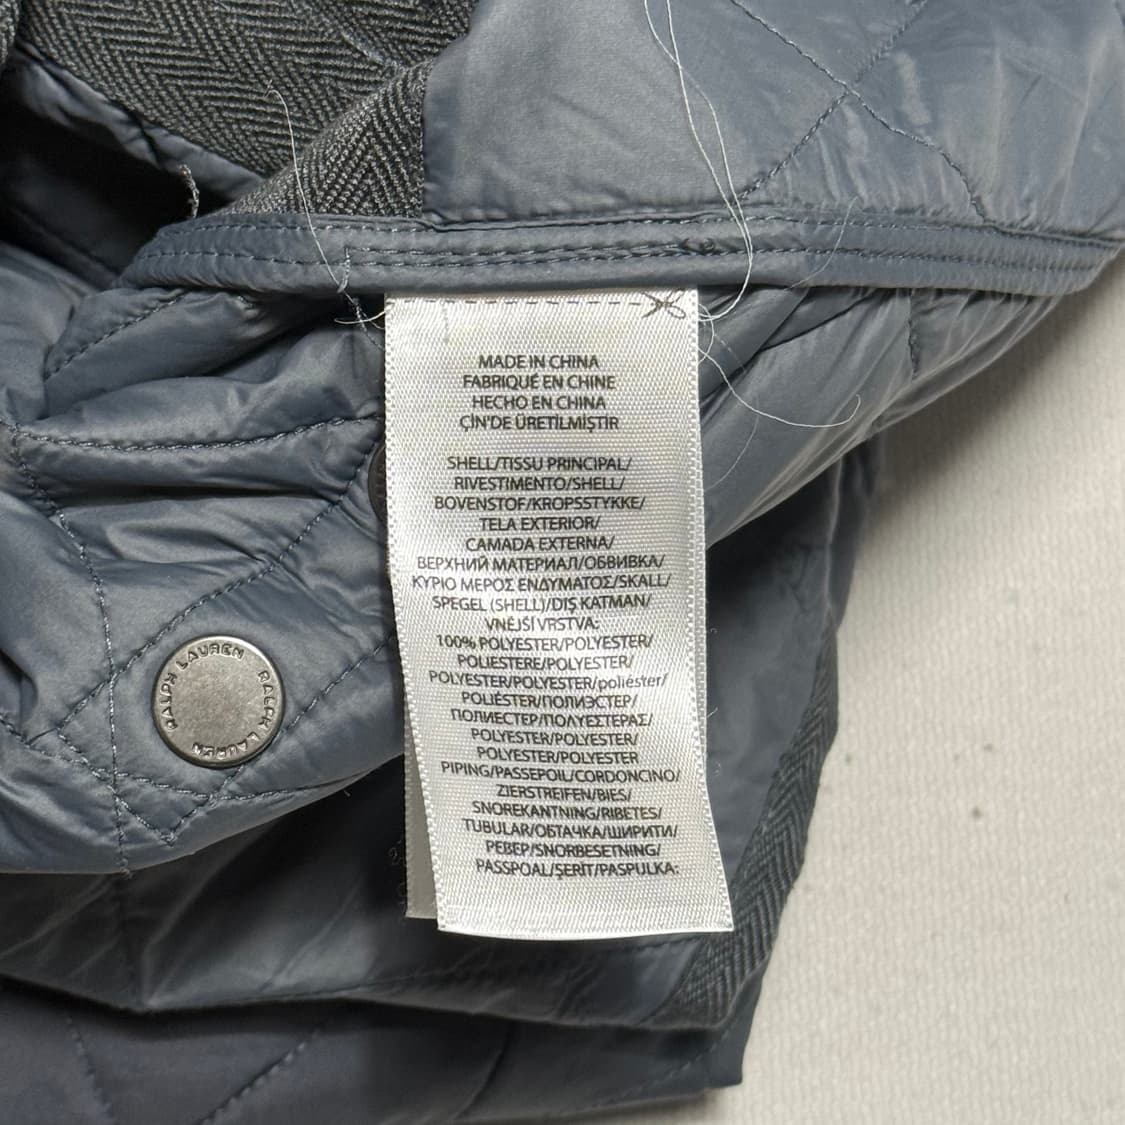 MADE IN CHINA
FABRIQUÉ EN CHINE
HECHO EN CHINA
ÇİN'DE ÜRETİLMİŞTİR
SHELL/TISSU PRINCIPAL/
RIVESTIMENTO/SHELL/
BOVENSTOF/KROPSSTYKKE/
TELA EXTERIOR/
CAMADA EXTERNA/
ВЕРХНИЙ МАТЕРИАЛ/ОБВИВКА/
ΚΥΡΙΟ ΜΕΡΟΣ ΕΝΔΥΜΑΤΟΣ/SKALL/
SPEGEL (SHELL)/DIŞ KATMAN/
VNĚJŠÍ VRSTVA:
100% POLYESTER/POLYESTER/
POLIESTERE/POLYESTER/
POLYESTER/POLYESTER/poliéster/
POLIÉSTER/ПОЛИЭСТЕР/
ПОЛИЕСТЕР/ΠΟΛΥΕΣΤΕΡΑΣ/
POLYESTER/POLYESTER/
POLYESTER/POLYESTER
PIPING/PASSEPOIL/CORDONCINO/
ZIERSTREIFEN/BIES/
SNOREKANTNING/RIBETES/
TUBULAR/ОБТАЧКА/ШИРИТИ/
ΡΕΒΕΡ/SNORBESETNING/
PASSPOAL/ŞERİT/PASPULKA:
RALPH LAUREN RALPH LAUREN